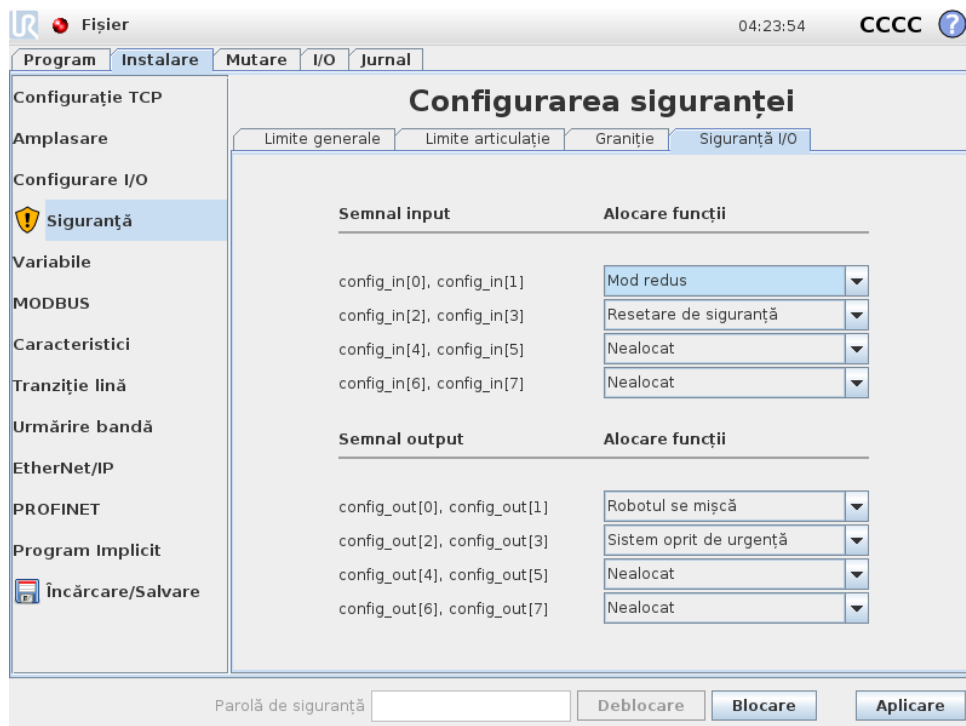 UR Fișier 04:23:54 CCCC ?
Program Instalare Mutare I/O Jurnal
Configurație TCP
Amplasare
Configurare I/O
Siguranță
Variabile
MODBUS
Caracteristici
Tranziție lină
Urmărire bandă
EtherNet/IP
PROFINET
Program Implicit
Încărcare/Salvare
Configurarea siguranței
Limite generale Limite articulație Graniție Siguranță I/O
Semnal input Alocare funcții
config_in[0], config_in[1] Mod redus
config_in[2], config_in[3] Resetare de siguranță
config_in[4], config_in[5] Nealocat
config_in[6], config_in[7] Nealocat
Semnal output Alocare funcții
config_out[0], config_out[1] Robotul se mișcă
config_out[2], config_out[3] Sistem oprit de urgență
config_out[4], config_out[5] Nealocat
config_out[6], config_out[7] Nealocat
Parolă de siguranță Deblocare Blocare Aplicare